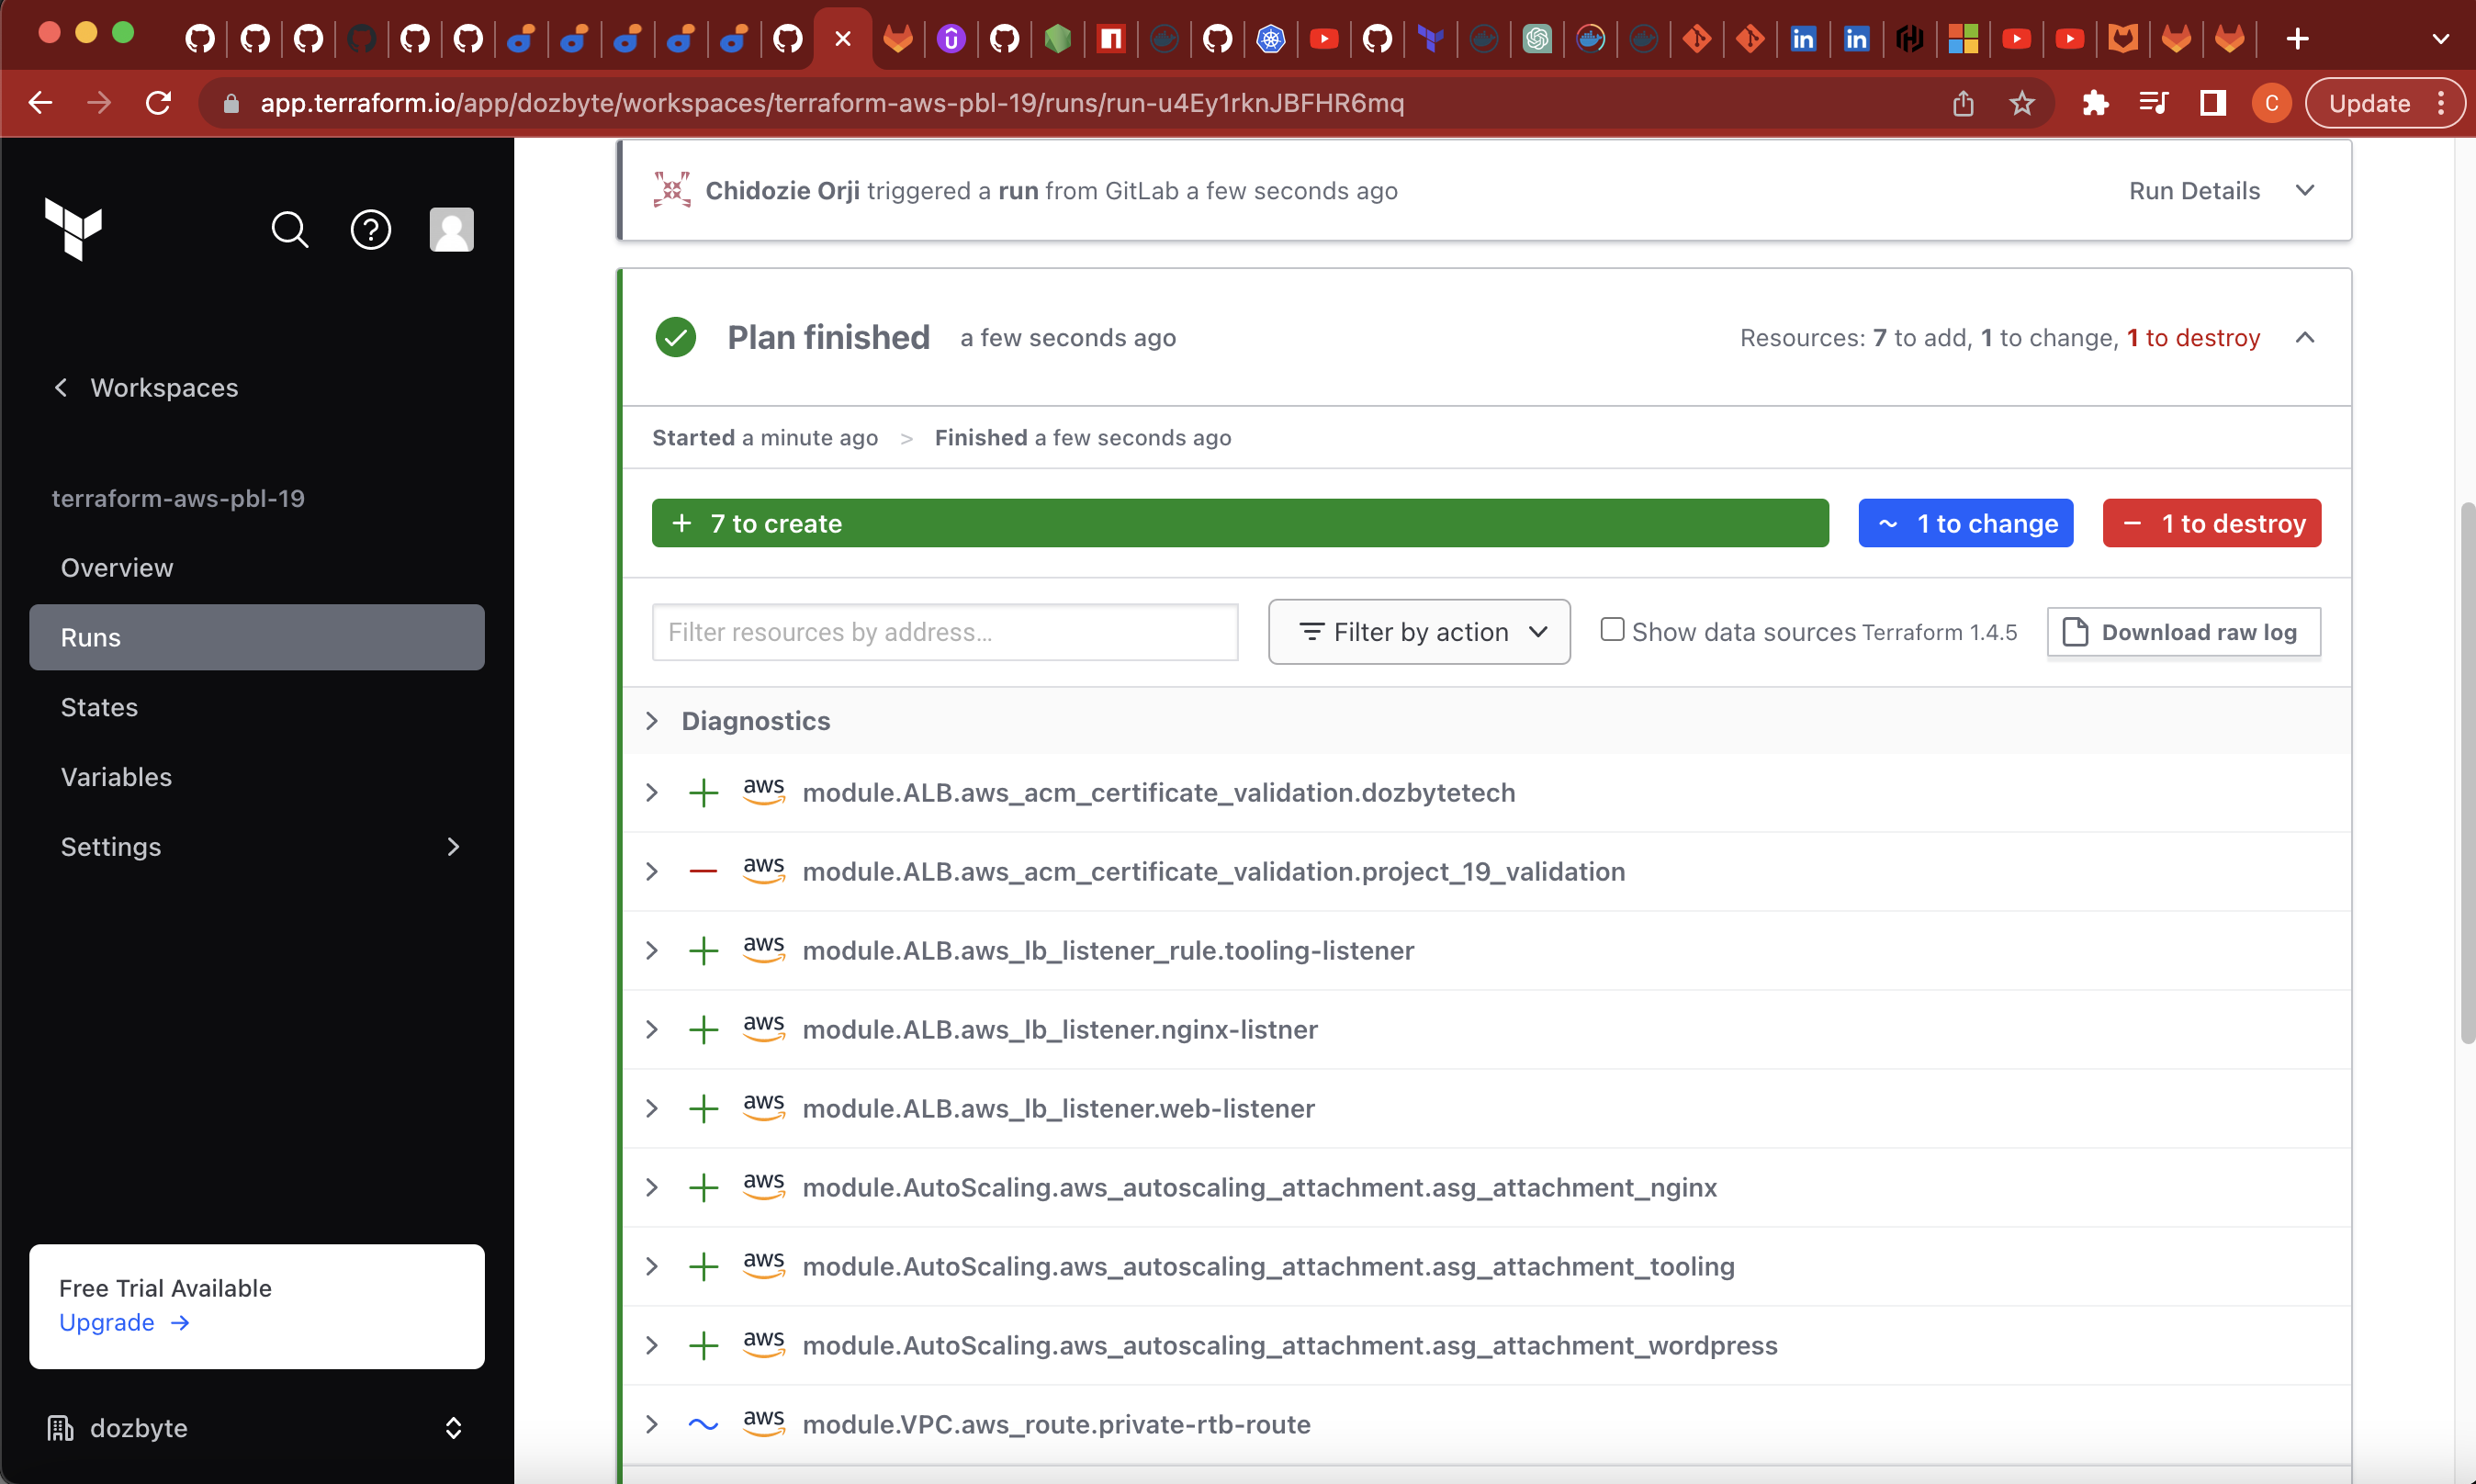 app.terraform.io/app/dozbyte/workspaces/terraform-aws-pbl-19/runs/run-u4Ey1rknJBFHR6mq
C
Update
Workspaces
terraform-aws-pbl-19
Overview
Runs
States
Variables
Settings
Free Trial Available
Upgrade
dozbyte
Chidozie Orji triggered a run from GitLab a few seconds ago
Run Details
Plan finished a few seconds ago
Resources: 7 to add, 1 to change, 1 to destroy
Started a minute ago > Finished a few seconds ago
+ 7 to create
~ 1 to change
− 1 to destroy
Filter resources by address...
Filter by action
Show data sources
Terraform 1.4.5
Download raw log
Diagnostics
+ aws module.ALB.aws_acm_certificate_validation.dozbytetech
− aws module.ALB.aws_acm_certificate_validation.project_19_validation
+ aws module.ALB.aws_lb_listener_rule.tooling-listener
+ aws module.ALB.aws_lb_listener.nginx-listner
+ aws module.ALB.aws_lb_listener.web-listener
+ aws module.AutoScaling.aws_autoscaling_attachment.asg_attachment_nginx
+ aws module.AutoScaling.aws_autoscaling_attachment.asg_attachment_tooling
+ aws module.AutoScaling.aws_autoscaling_attachment.asg_attachment_wordpress
~ aws module.VPC.aws_route.private-rtb-route